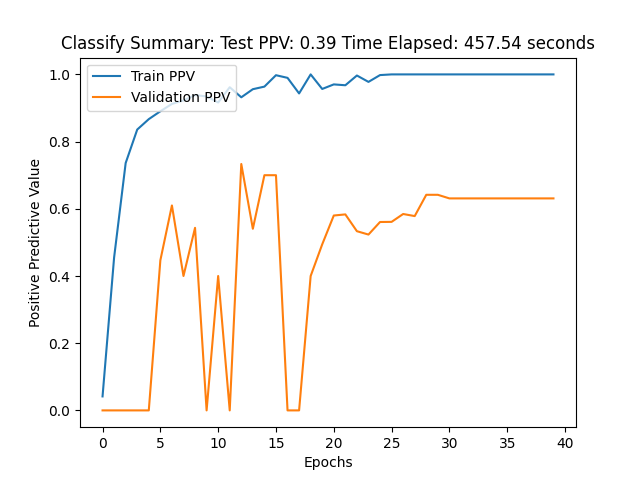 Classify Summary: Test PPV: 0.39 Time Elapsed: 457.54 seconds
Train PPV
Validation PPV
1.0
0.8
0.6
0.4
0.2
0.0
Positive Predictive Value
0 5 10 15 20 25 30 35 40
Epochs